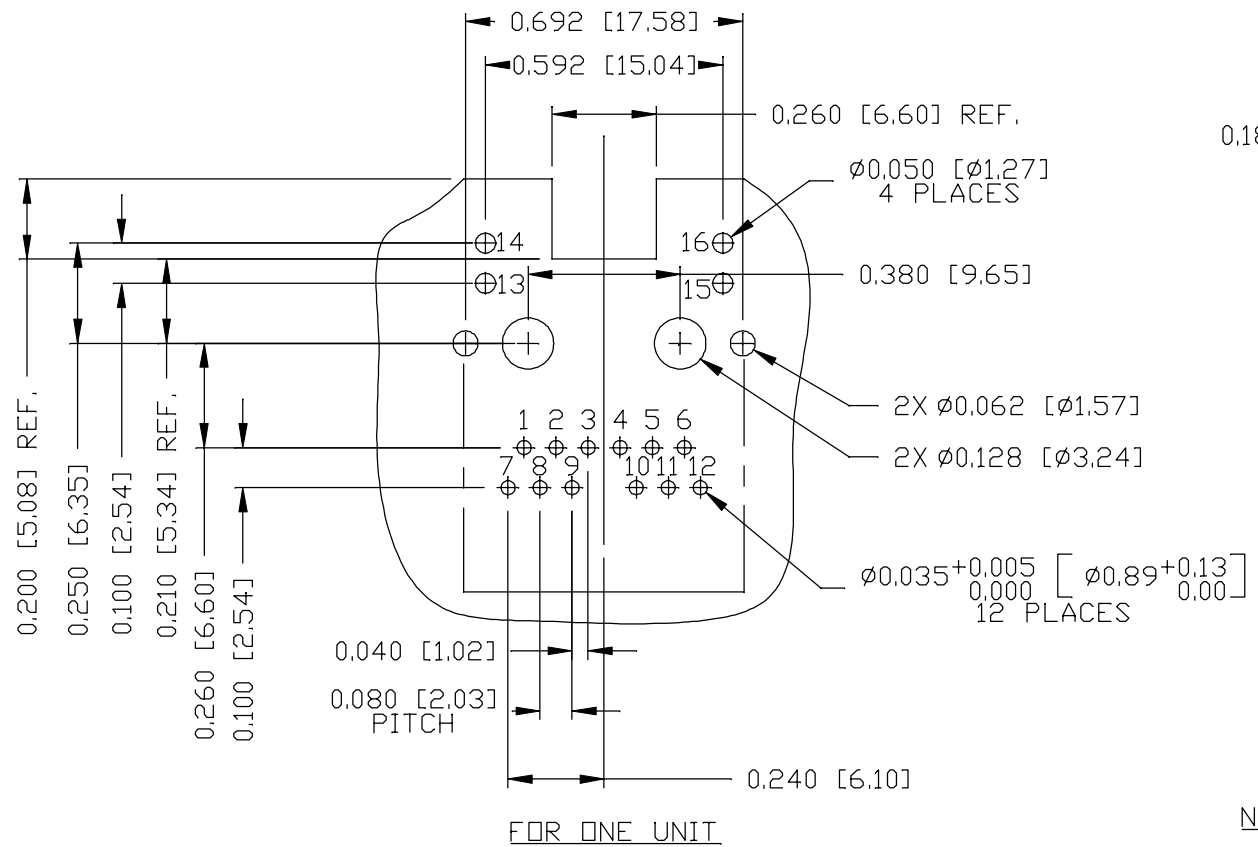 0.692 [17.58]
0.592 [15.04]
0.260 [6.60] REF.
0.18
Ø0.050 [Ø1.27]
4 PLACES
14
16
13
15
0.380 [9.65]
2X Ø0.062 [Ø1.57]
1 2 3 4 5 6
2X Ø0.128 [Ø3.24]
7 8 9 10 11 12
0.200 [5.08] REF.
0.250 [6.35]
0.100 [2.54]
0.210 [5.34] REF.
0.260 [6.60]
0.100 [2.54]
Ø0.035 +0.005 0.000 [ Ø0.89 +0.13 0.00 ]
12 PLACES
0.040 [1.02]
0.080 [2.03]
PITCH
0.240 [6.10]
FOR ONE UNIT
N